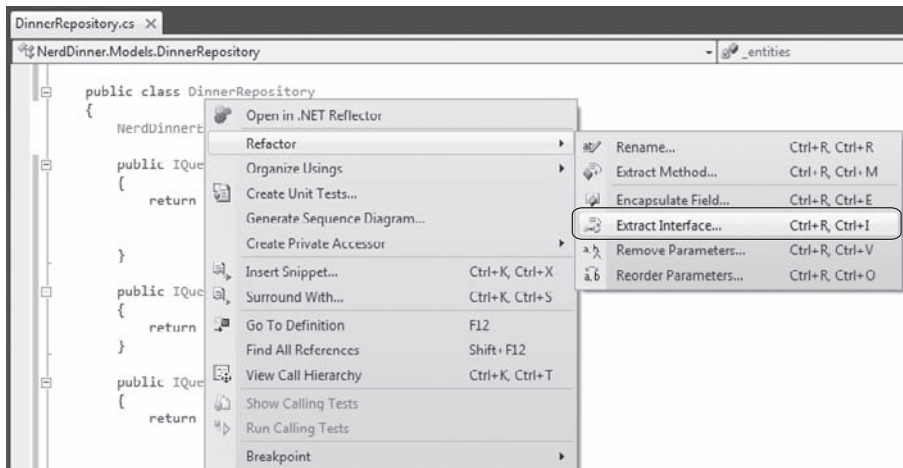 DinnerRepository.cs ×
NerdDinner.Models.DinnerRepository
_entities
public class DinnerRepository
{
NerdDinnerE
public IQue
{
return
}
public IQue
{
return
}
public IQue
{
return
Open in .NET Reflector
Refactor
Organize Usings
Create Unit Tests...
Generate Sequence Diagram...
Create Private Accessor
Insert Snippet... Ctrl+K, Ctrl+X
Surround With... Ctrl+K, Ctrl+S
Go To Definition F12
Find All References Shift+F12
View Call Hierarchy Ctrl+K, Ctrl+T
Show Calling Tests
Run Calling Tests
Breakpoint
Rename... Ctrl+R, Ctrl+R
Extract Method... Ctrl+R, Ctrl+M
Encapsulate Field... Ctrl+R, Ctrl+E
Extract Interface... Ctrl+R, Ctrl+I
Remove Parameters... Ctrl+R, Ctrl+V
Reorder Parameters... Ctrl+R, Ctrl+O